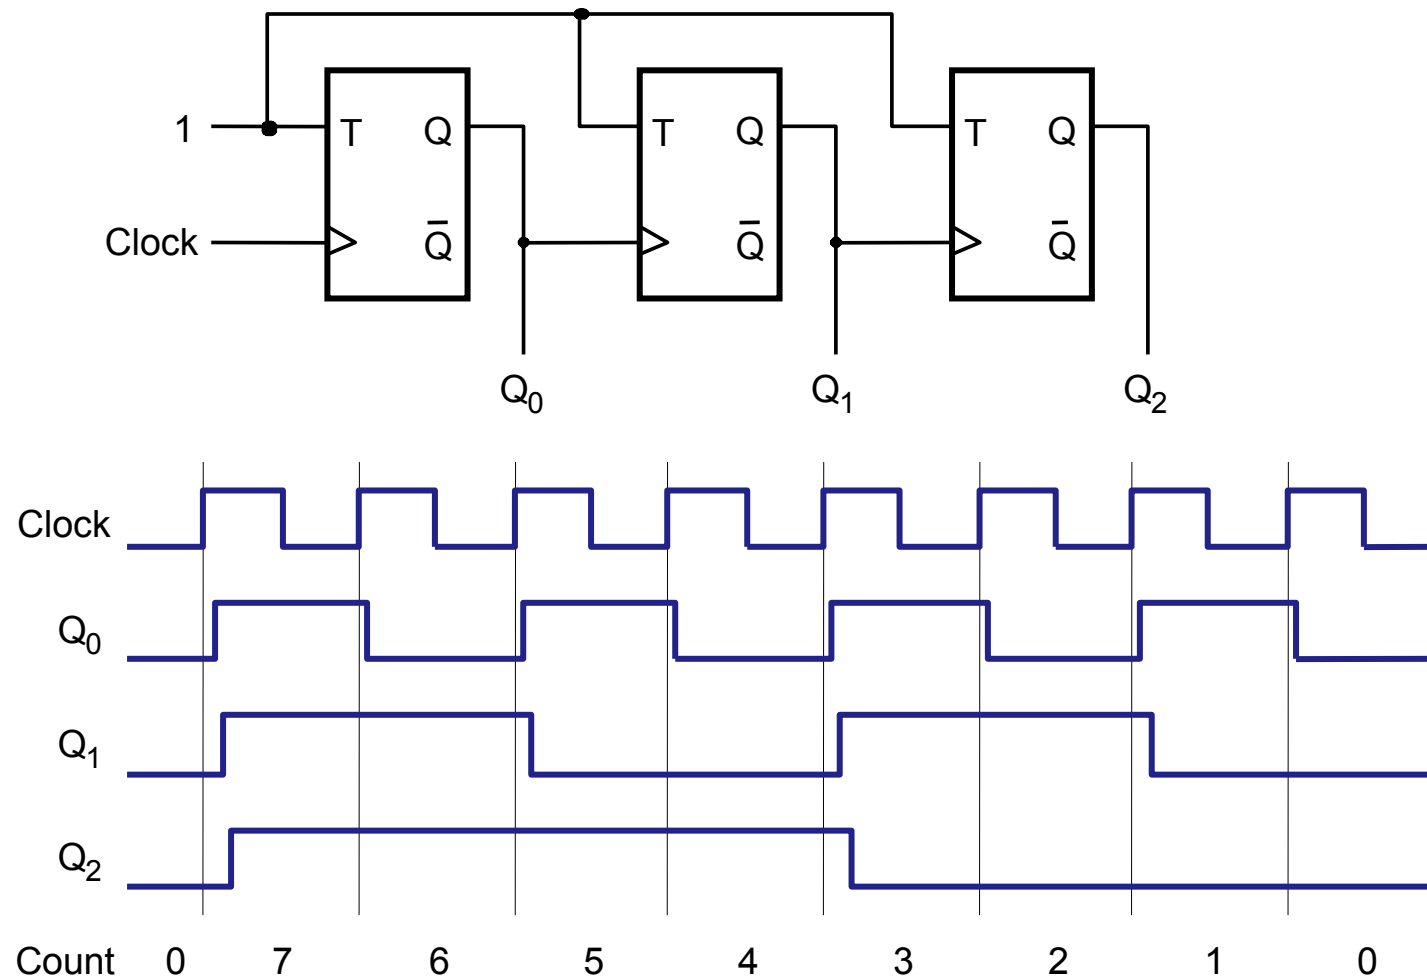 1 T Q T Q T Q
Clock Q̅ Q̅ Q̅
Q₀ Q₁ Q₂
Clock
Q₀
Q₁
Q₂
Count 0 7 6 5 4 3 2 1 0